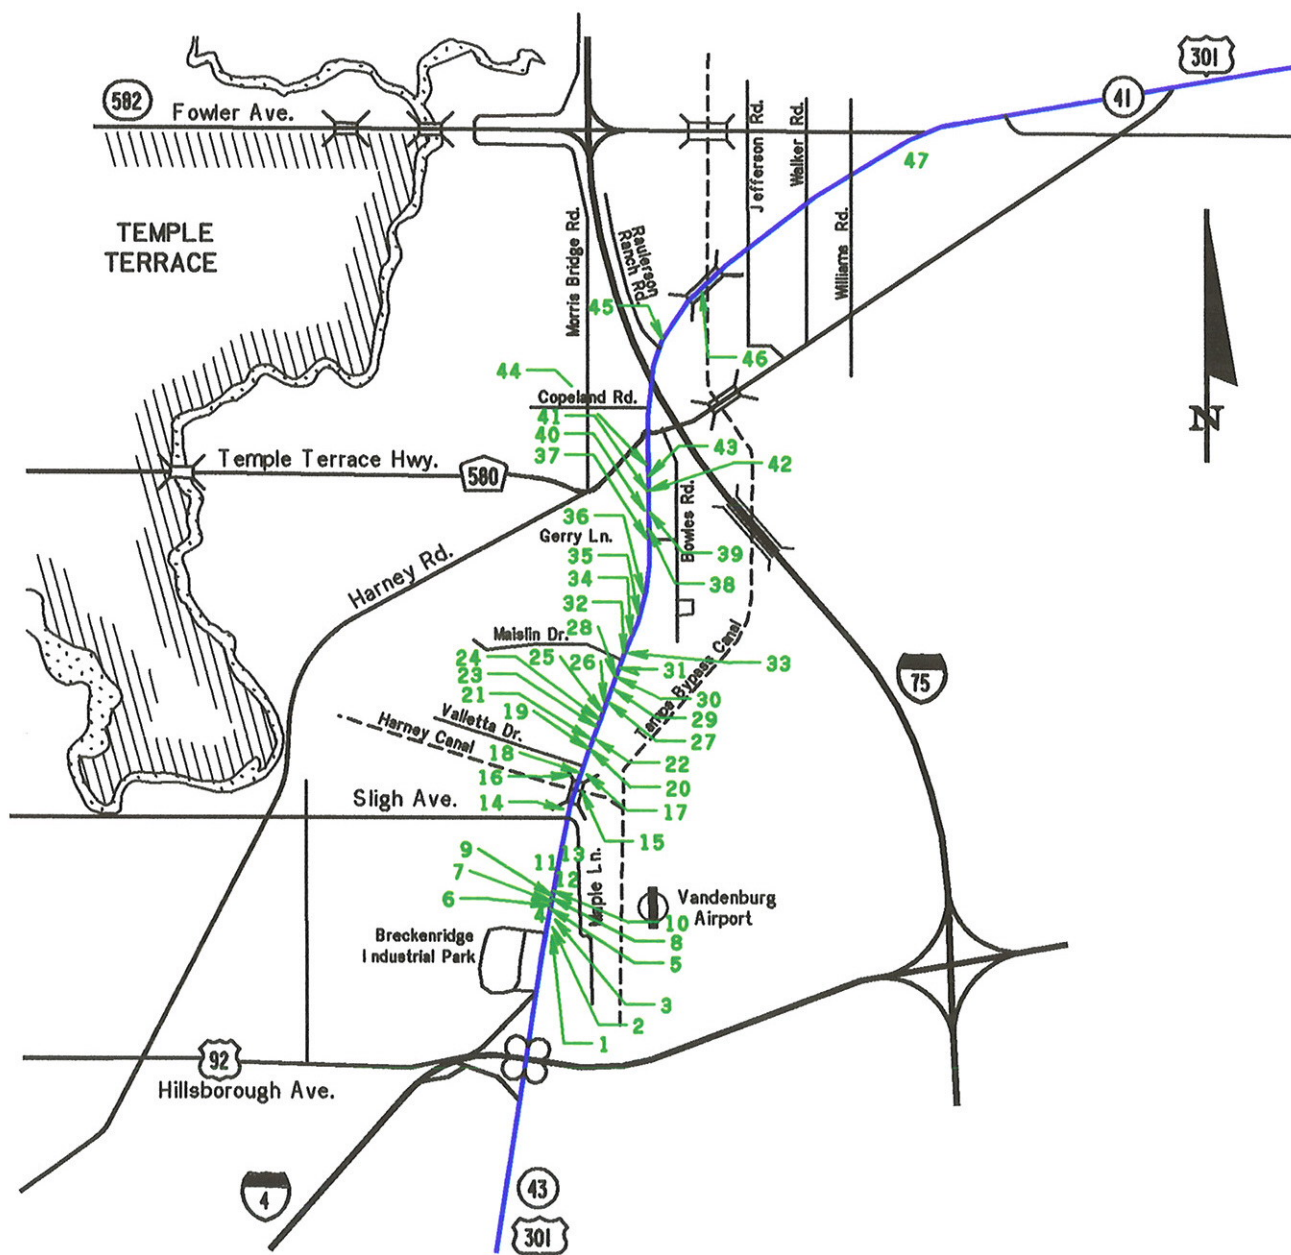 301
582
Fowler Ave.
41
Jefferson Rd.
Walker Rd.
Williams Rd.
47
TEMPLE
TERRACE
Morris Bridge Rd.
Raulerson
Ranch Rd.
45
46
44
Copeland Rd.
41
40
43
37
42
Temple Terrace Hwy.
580
Bowles Rd.
36
Gerry Ln.
39
35
38
34
Harney Rd.
32
28
Maislin Dr.
33
24
25
26
31
23
30
75
21
29
Tampa Bypass Canal
19
Valletta Dr.
27
Harney Canal
18
22
16
20
Sligh Ave.
14
17
15
9
13
11
7
12
Maple Ln.
6
4
Vandenburg
Airport
10
8
Breckenridge
Industrial Park
5
3
2
1
92
Hillsborough Ave.
4
43
301
N